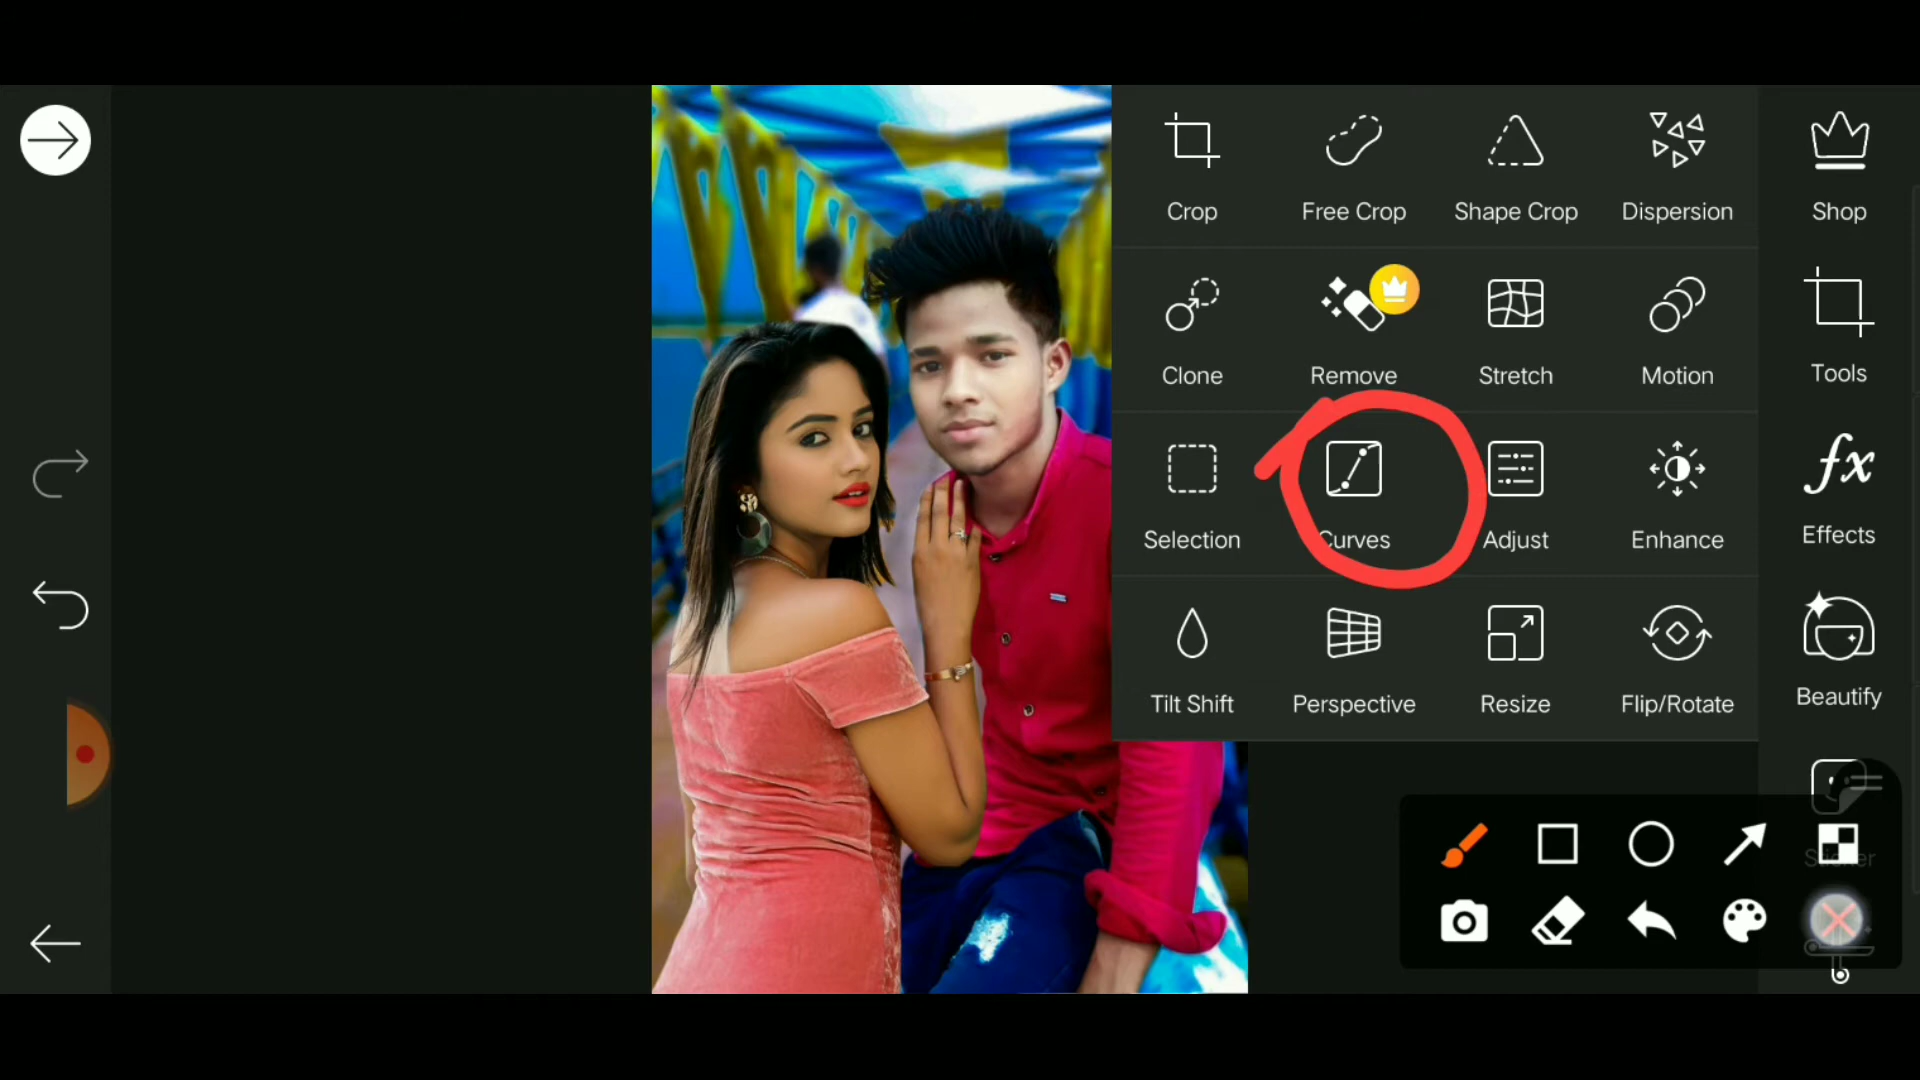 Crop Free Crop Shape Crop Dispersion Shop
Clone Remove Stretch Motion Tools
Selection Curves Adjust Enhance Effects
Tilt Shift Perspective Resize Flip/Rotate Beautify
Sticker